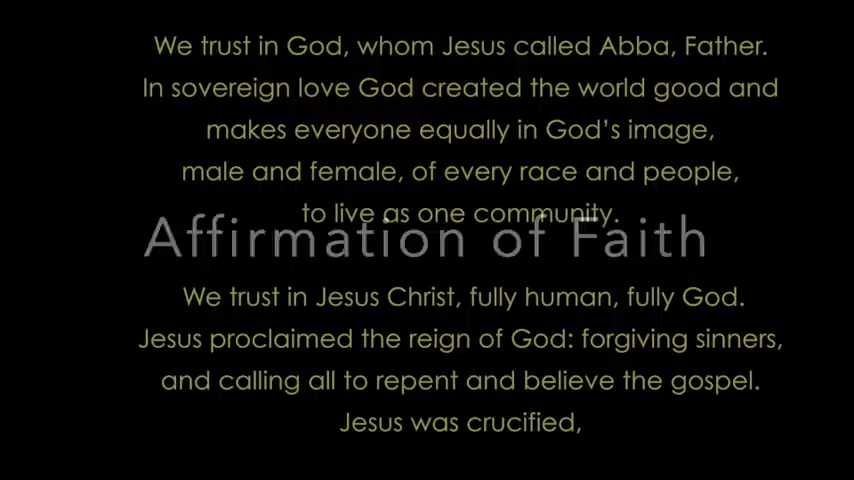 We trust in God, whom Jesus called Abba, Father.
In sovereign love God created the world good and
makes everyone equally in God's image,
male and female, of every race and people,
to live as one community.
Affirmation of Faith
We trust in Jesus Christ, fully human, fully God.
Jesus proclaimed the reign of God: forgiving sinners,
and calling all to repent and believe the gospel.
Jesus was crucified,